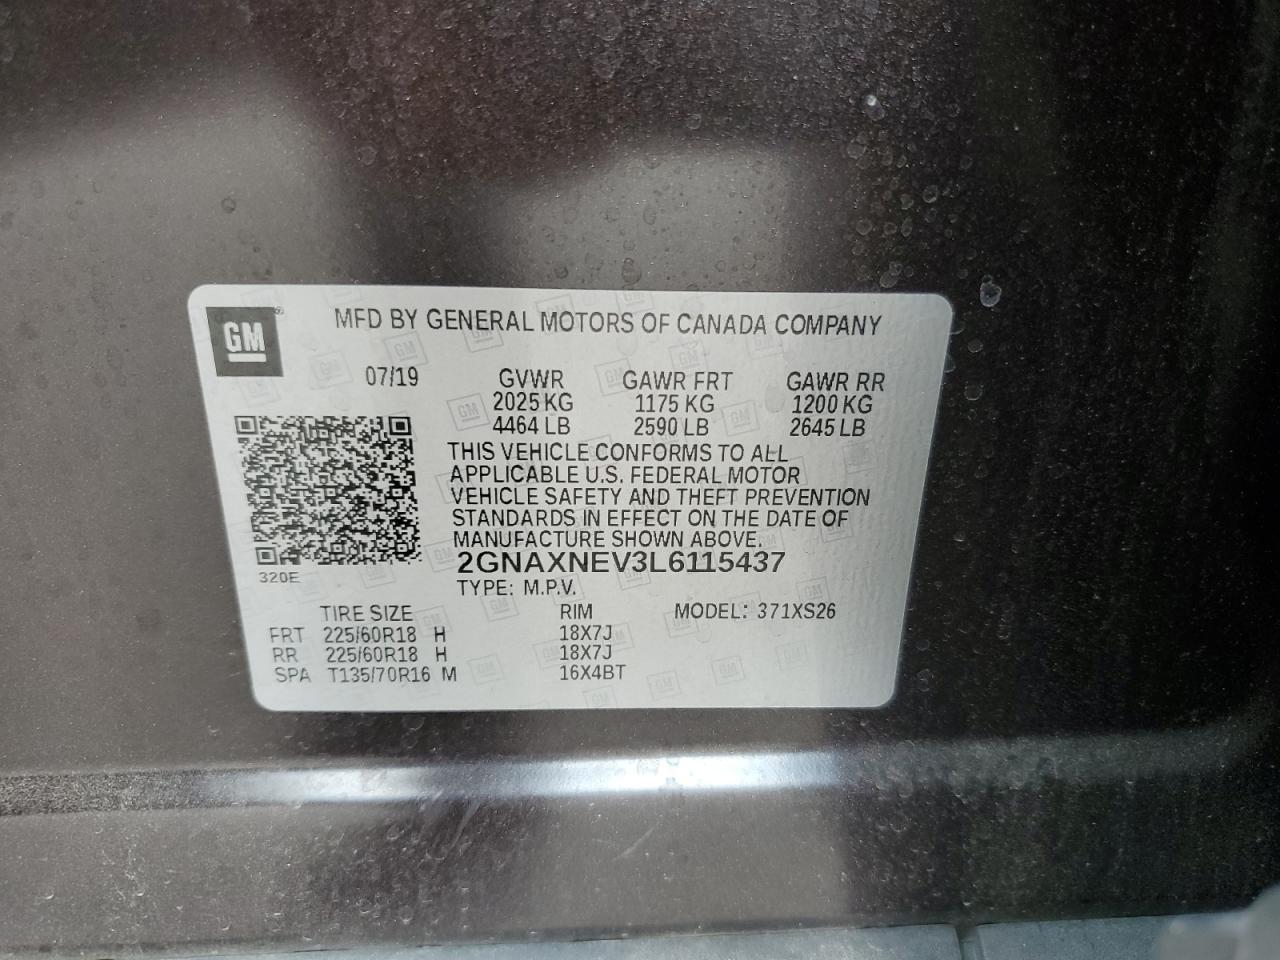 GM
MFD BY GENERAL MOTORS OF CANADA COMPANY
07/19 GVWR GAWR FRT GAWR RR
2025 KG 1175 KG 1200 KG
4464 LB 2590 LB 2645 LB
THIS VEHICLE CONFORMS TO ALL
APPLICABLE U.S. FEDERAL MOTOR
VEHICLE SAFETY AND THEFT PREVENTION
STANDARDS IN EFFECT ON THE DATE OF
MANUFACTURE SHOWN ABOVE.
2GNAXNEV3L6115437
320E
TYPE: M.P.V.
TIRE SIZE RIM MODEL: 371XS26
FRT 225/60R18 H 18X7J
RR 225/60R18 H 18X7J
SPA T135/70R16 M 16X4BT